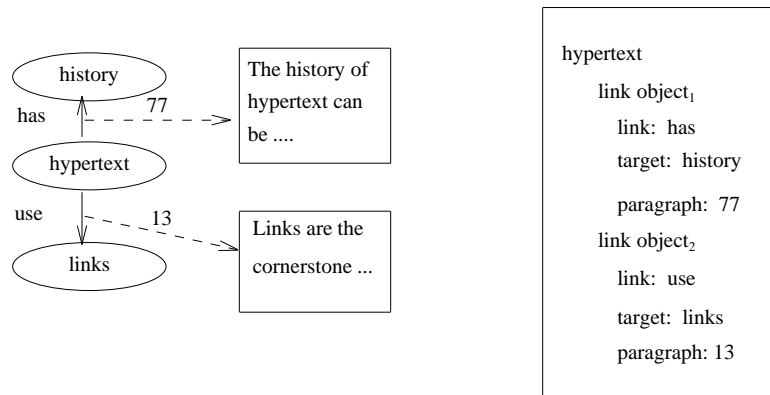 history
has
77
The history of
hypertext can
be ....
hypertext
use
13
Links are the
cornerstone ...
links
hypertext
link object₁
link: has
target: history
paragraph: 77
link object₂
link: use
target: links
paragraph: 13